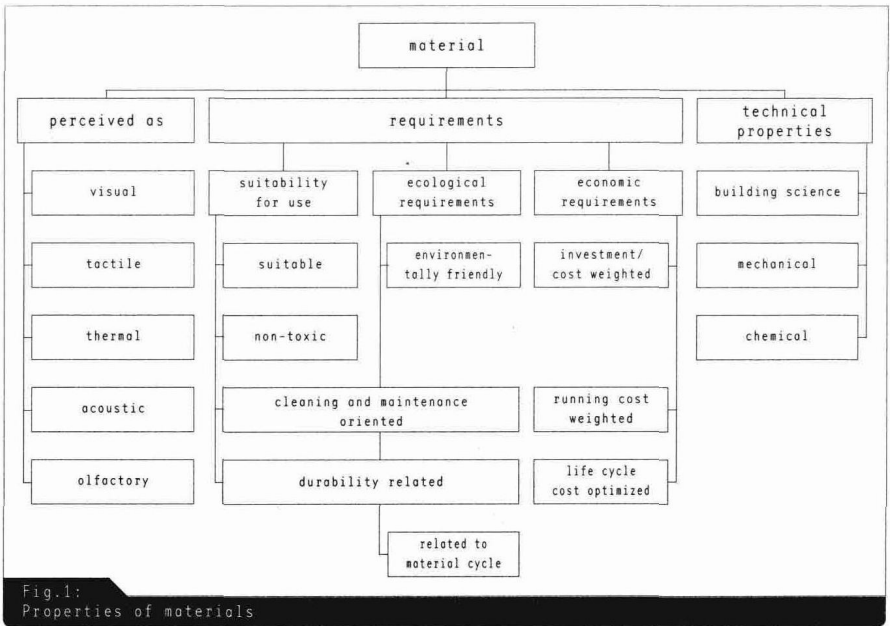 material
perceived as
requirements
technical
properties
visual
suitability
for use
ecological
requirements
economic
requirements
building science
tactile
suitable
environmen-
tally friendly
investment/
cost weighted
mechanical
thermal
non-toxic
chemical
acoustic
cleaning and maintenance
oriented
running cost
weighted
olfactory
durability related
life cycle
cost optimized
related to
material cycle
Fig.1:
Properties of materials